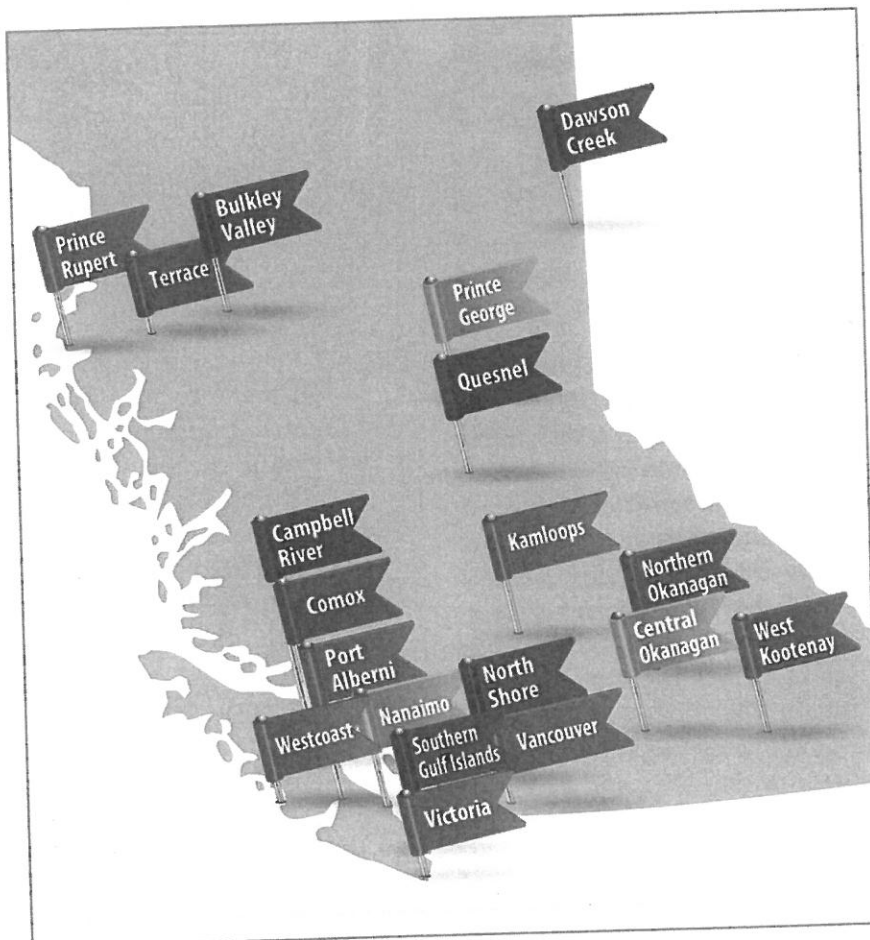 Dawson
Creek
Bulkley
Valley
Prince
Rupert
Terrace
Prince
George
Quesnel
Campbell
River
Kamloops
Comox
Northern
Okanagan
Port
Alberni
Central
Okanagan
West
Kootenay
North
Shore
Nanaimo
Westcoast
Southern
Gulf Islands
Vancouver
Victoria